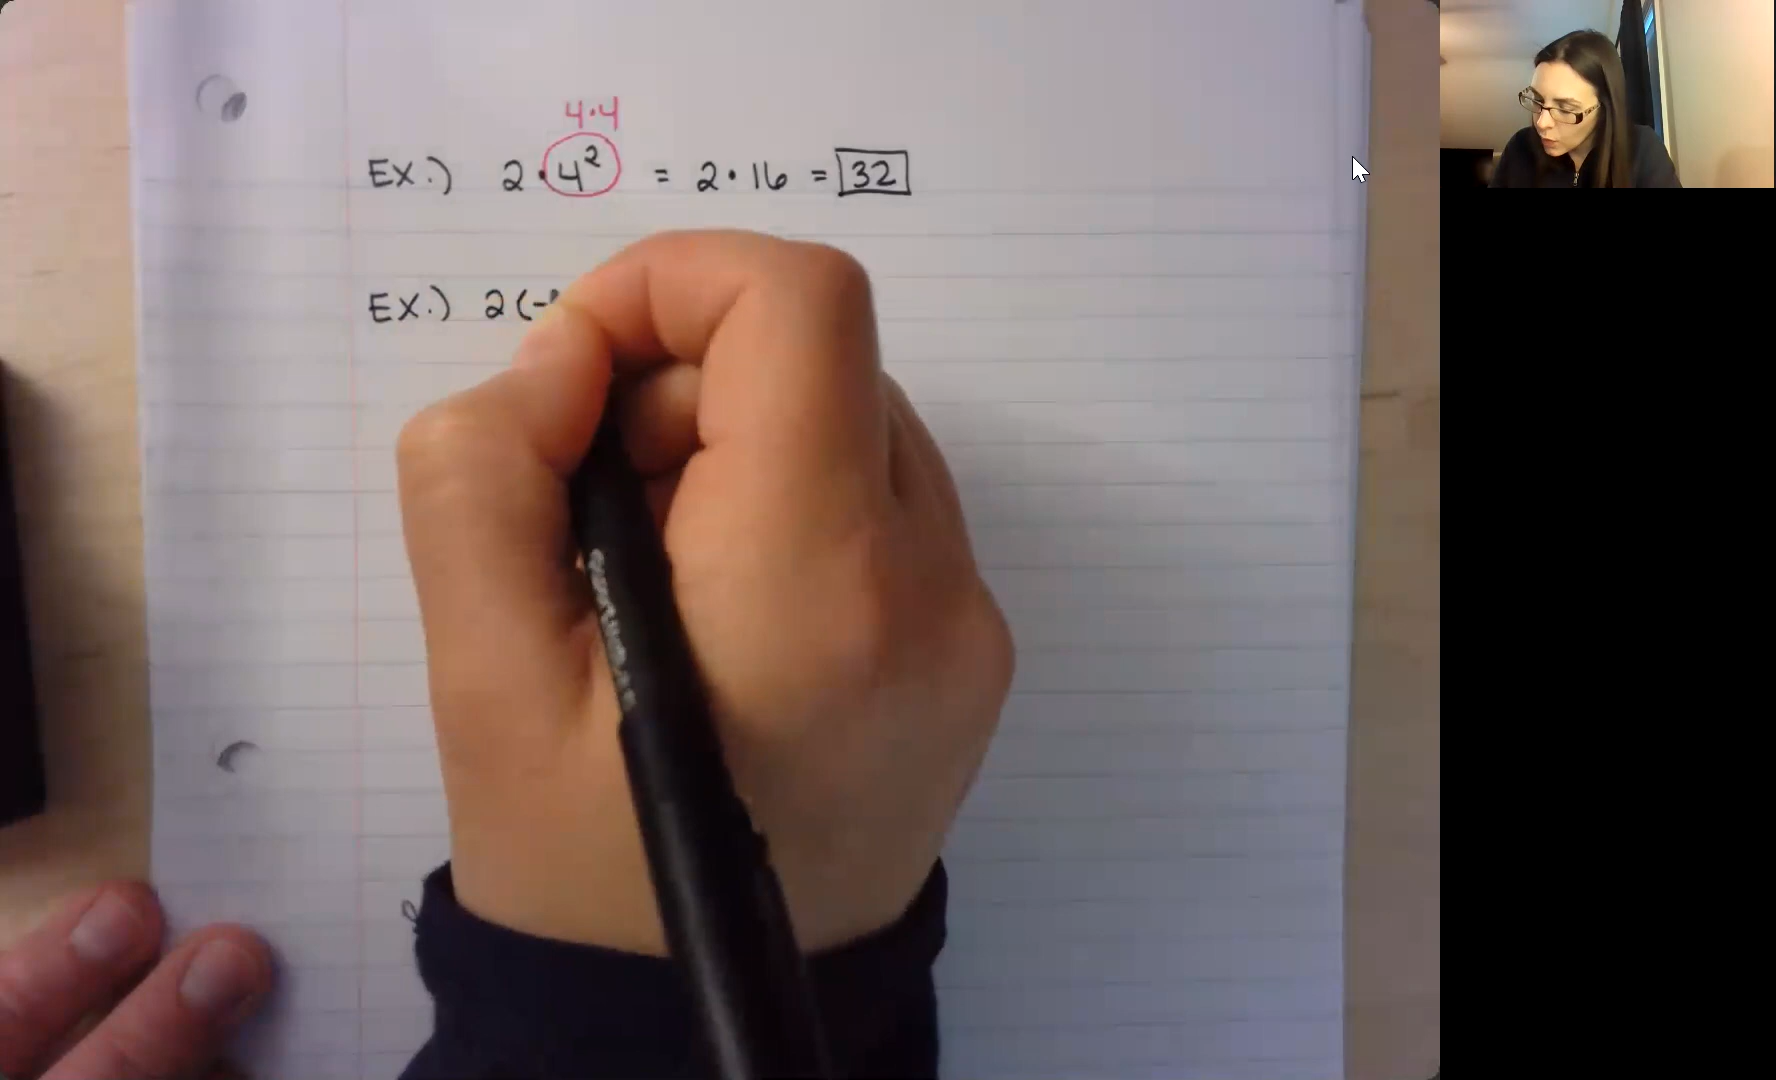 4·4
EX.) 2·4² = 2·16 = 32
EX.) 2(-